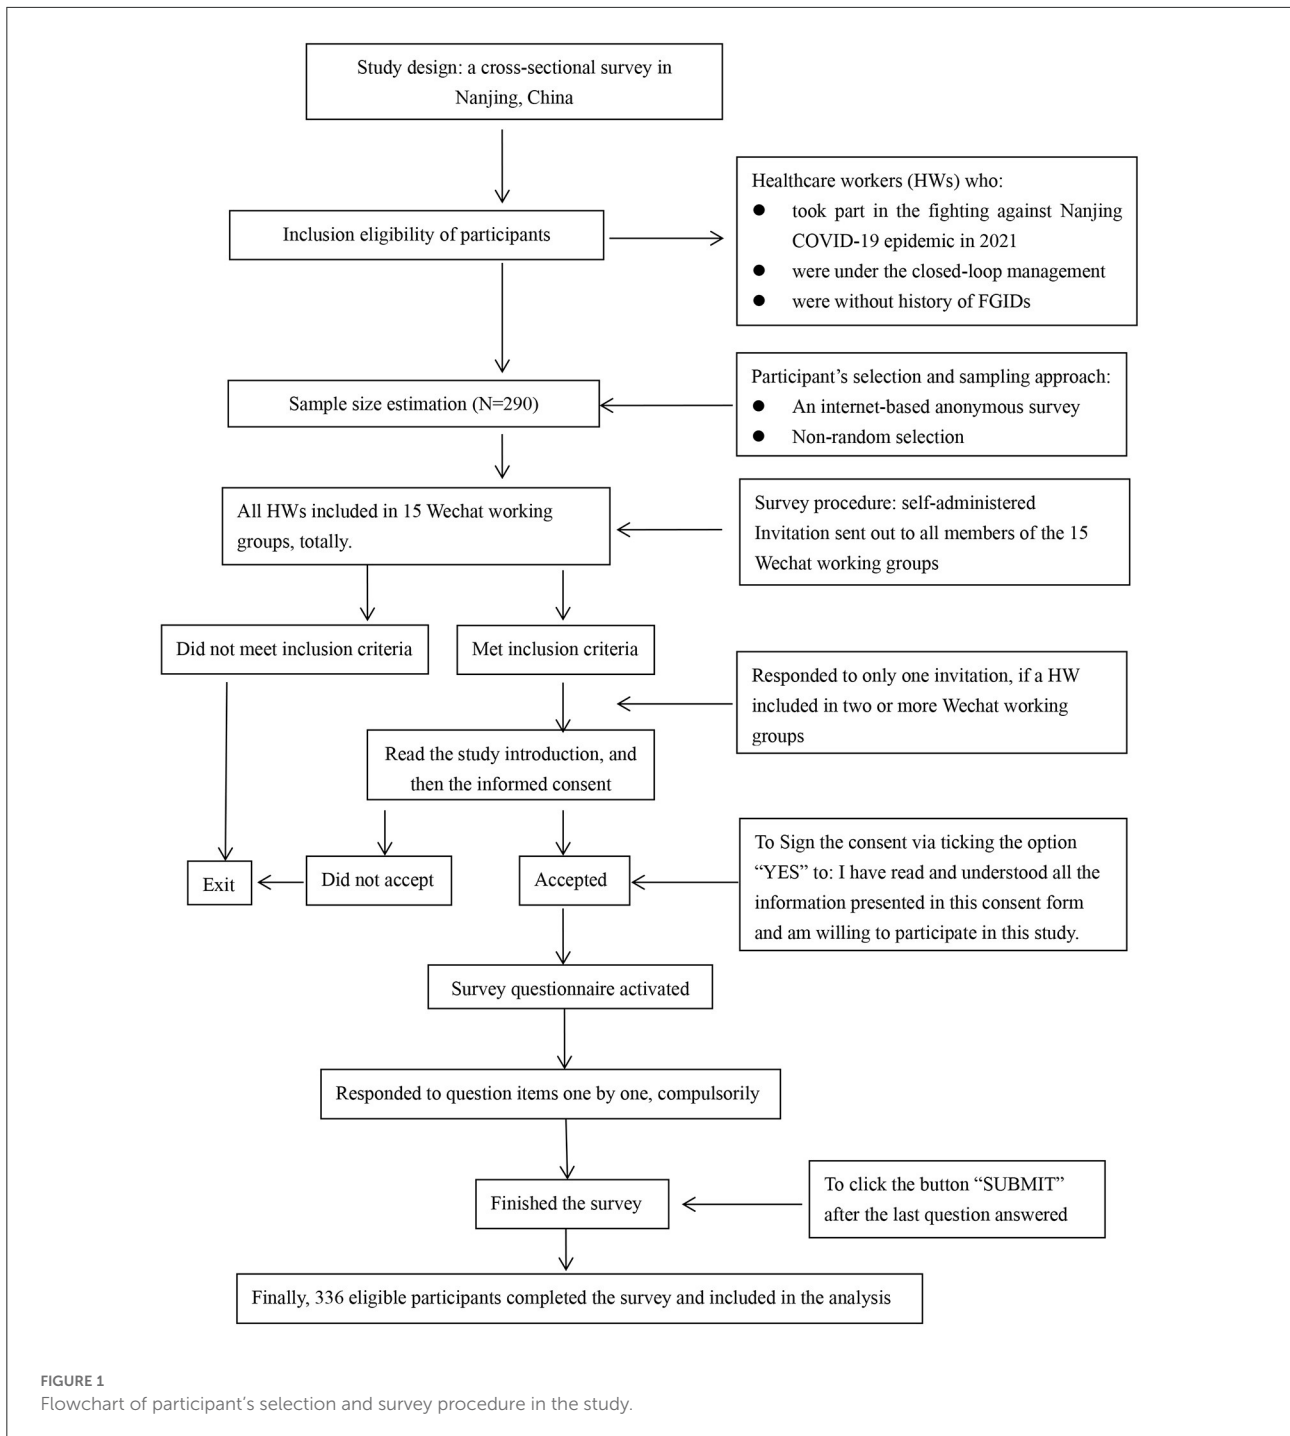 Study design: a cross-sectional survey in
Nanjing, China
Healthcare workers (HWs) who:
● took part in the fighting against Nanjing
COVID-19 epidemic in 2021
● were under the closed-loop management
● were without history of FGIDs
Inclusion eligibility of participants
Participant’s selection and sampling approach:
● An internet-based anonymous survey
● Non-random selection
Sample size estimation (N=290)
Survey procedure: self-administered
Invitation sent out to all members of the 15
Wechat working groups
All HWs included in 15 Wechat working
groups, totally.
Did not meet inclusion criteria
Met inclusion criteria
Responded to only one invitation, if a HW
included in two or more Wechat working
groups
Read the study introduction, and
then the informed consent
To Sign the consent via ticking the option
“YES” to: I have read and understood all the
information presented in this consent form
and am willing to participate in this study.
Exit
Did not accept
Accepted
Survey questionnaire activated
Responded to question items one by one, compulsorily
To click the button “SUBMIT”
after the last question answered
Finished the survey
Finally, 336 eligible participants completed the survey and included in the analysis
FIGURE 1
Flowchart of participant’s selection and survey procedure in the study.